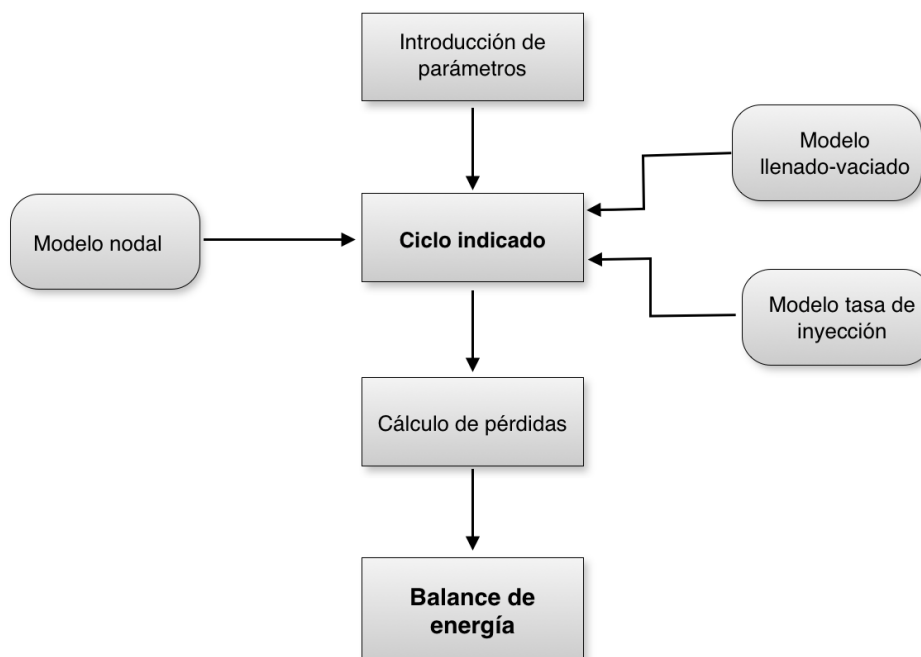 Introducción de
parámetros
Modelo
llenado-vaciado
Modelo nodal
Ciclo indicado
Modelo tasa de
inyección
Cálculo de pérdidas
Balance de
energía